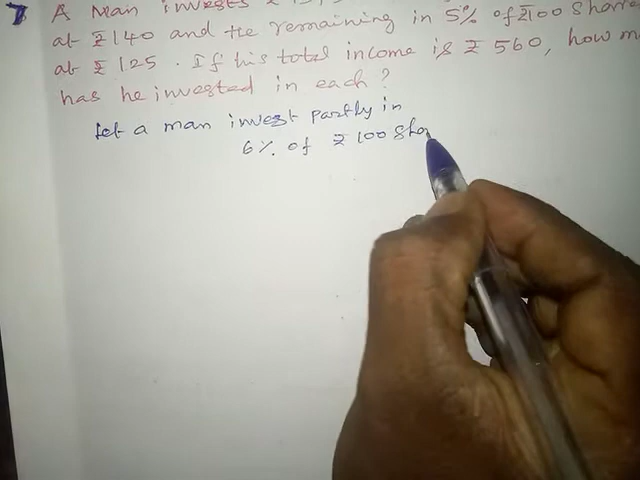 7. A Man invests ₹
at ₹140 and the remaining in 5% of ₹100 Share
at ₹125. If his total income is ₹560, how
has he invested in each?
let a man invest partly in
6% of ₹100 Sha